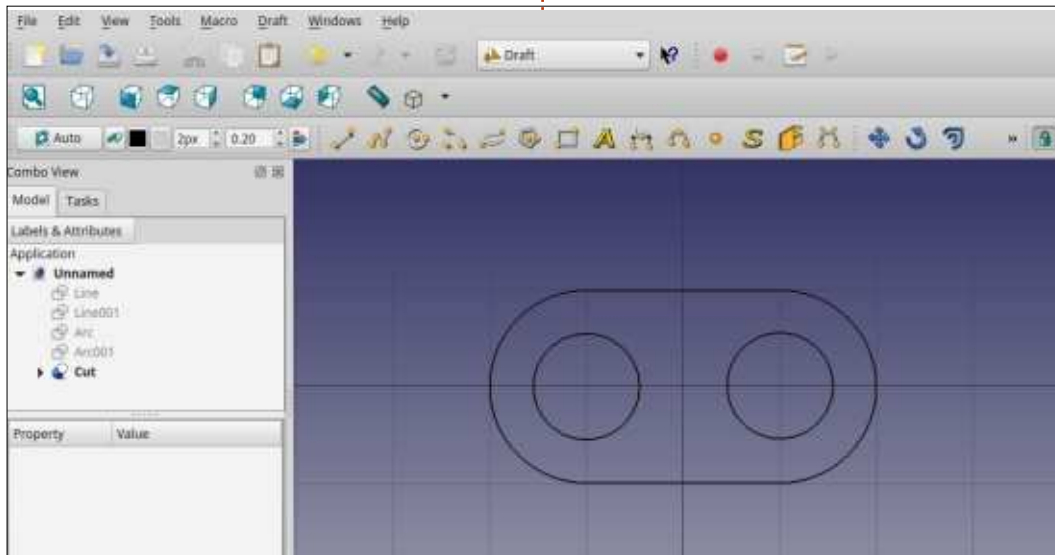 File Edit View Tools Macro Draft Windows Help
Draft
Auto 2px 0.20 A S »
Combo View
Model Tasks
Labels & Attributes
Application
Unnamed
Line
Line001
Arc
Arc001
Cut
Property Value